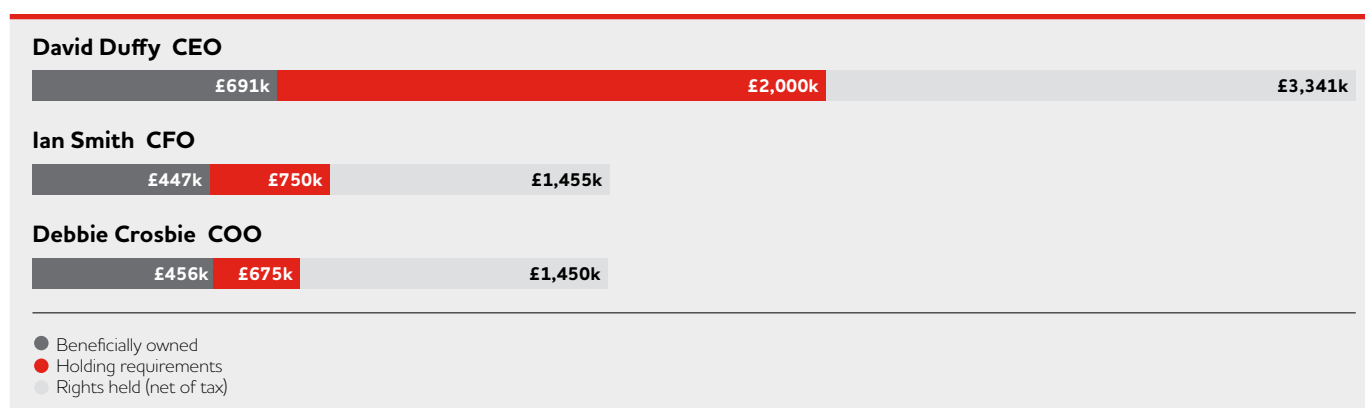 David Duffy CEO
£691k £2,000k £3,341k
Ian Smith CFO
£447k £750k £1,455k
Debbie Crosbie COO
£456k £675k £1,450k
Beneficially owned
Holding requirements
Rights held (net of tax)